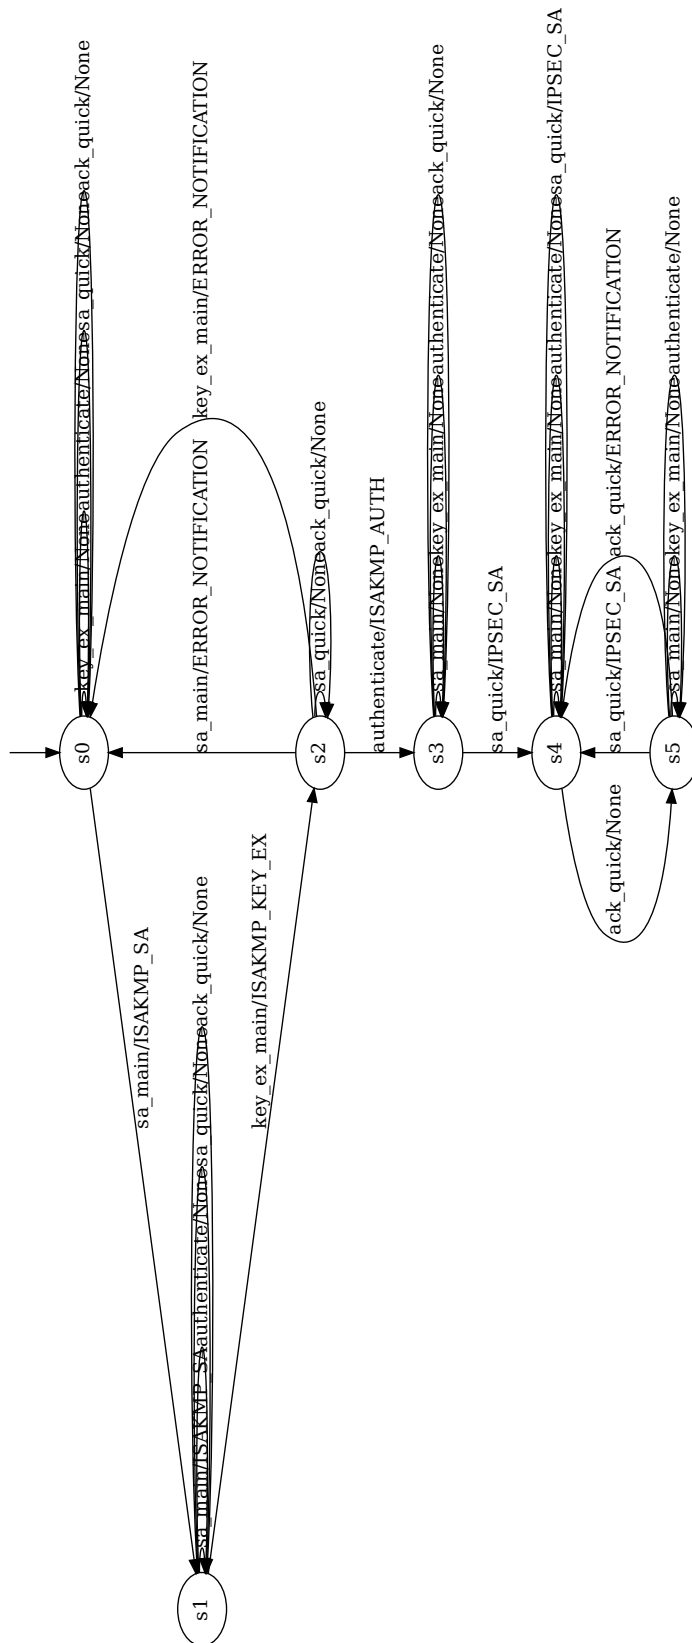 s0
key_ex_main/None
authenticate/None
sa_quick/None
ack_quick/None
sa_main/ISAKMP_SA
s1
sa_main/ISAKMP_SA
authenticate/None
sa_quick/None
ack_quick/None
key_ex_main/ISAKMP_KEY_EX
sa_main/ERROR_NOTIFICATION
key_ex_main/ERROR_NOTIFICATION
s2
sa_quick/None
ack_quick/None
authenticate/ISAKMP_AUTH
s3
sa_main/None
key_ex_main/None
authenticate/None
ack_quick/None
sa_quick/IPSEC_SA
s4
sa_main/None
key_ex_main/None
authenticate/None
sa_quick/IPSEC_SA
ack_quick/None
sa_quick/IPSEC_SA
ack_quick/ERROR_NOTIFICATION
s5
sa_main/None
key_ex_main/None
authenticate/None